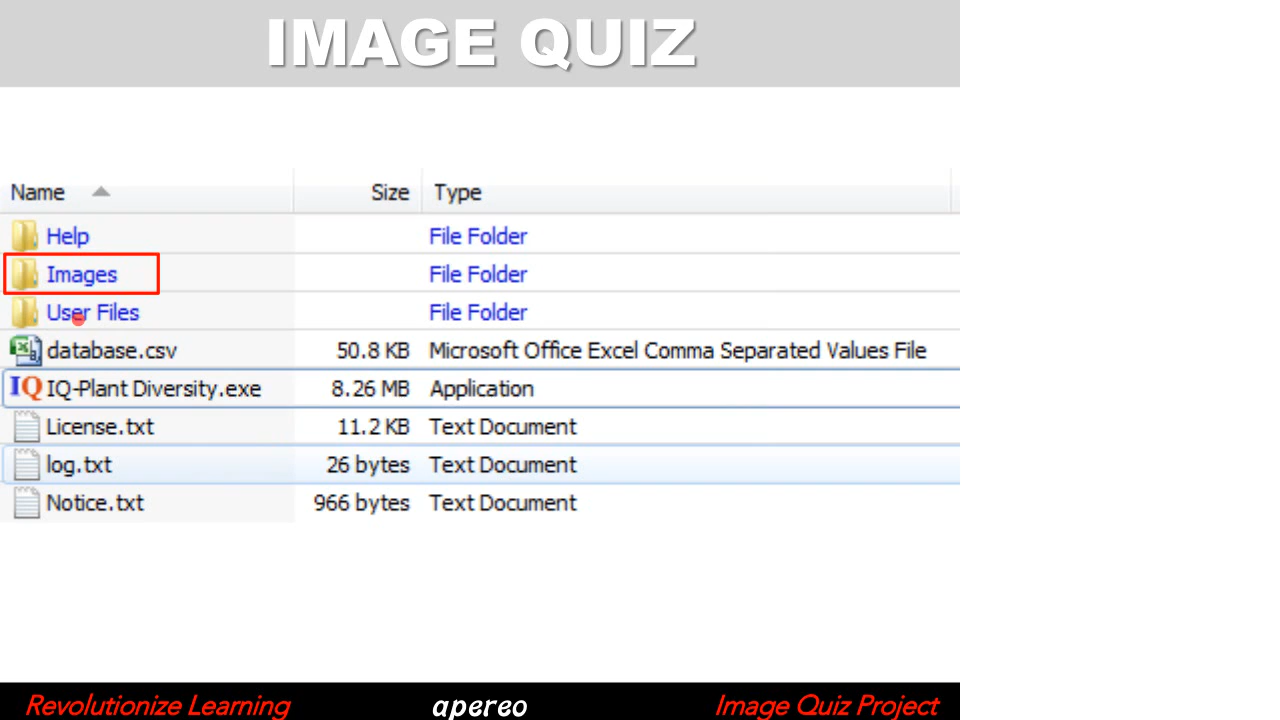 IMAGE QUIZ
Name Size Type
Help File Folder
Images File Folder
User Files File Folder
database.csv 50.8 KB Microsoft Office Excel Comma Separated Values File
IQ IQ-Plant Diversity.exe 8.26 MB Application
License.txt 11.2 KB Text Document
log.txt 26 bytes Text Document
Notice.txt 966 bytes Text Document
Revolutionize Learning apereo Image Quiz Project